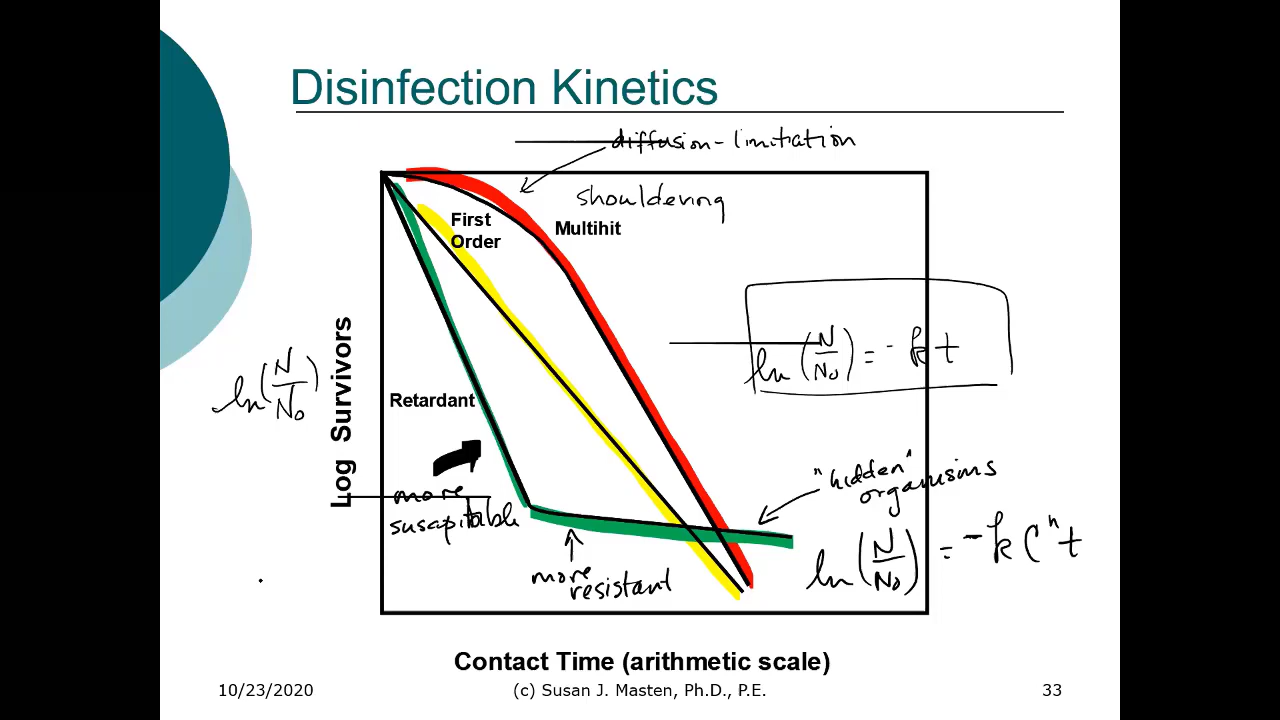 Disinfection Kinetics
diffusion-limitation
shouldering
First
Order
Multihit
ln (N/N₀) = - k t
ln (N/N₀)
Log Survivors
Retardant
more
susapitable
"hidden"
organisms
more
resistant
ln (N/N₀) = - k Cⁿ t
Contact Time (arithmetic scale)
10/23/2020
(c) Susan J. Masten, Ph.D., P.E.
33